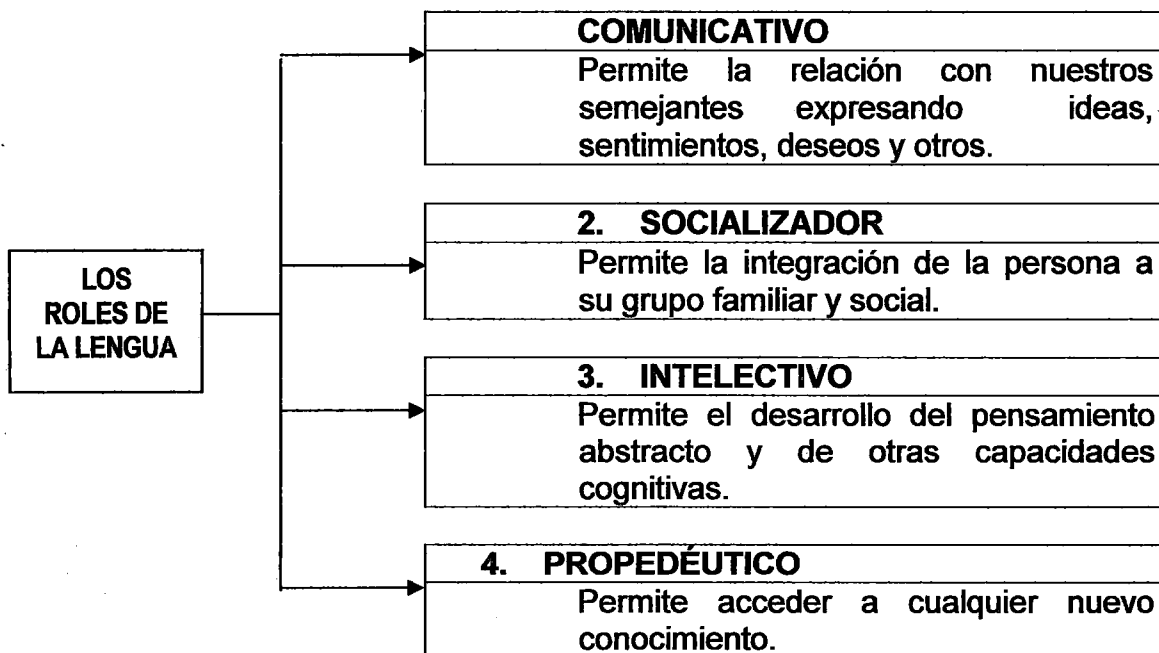 COMUNICATIVO
Permite la relación con nuestros
semejantes expresando ideas,
sentimientos, deseos y otros.
2. SOCIALIZADOR
Permite la integración de la persona a
su grupo familiar y social.
LOS
ROLES DE
LA LENGUA
3. INTELECTIVO
Permite el desarrollo del pensamiento
abstracto y de otras capacidades
cognitivas.
4. PROPEDÉUTICO
Permite acceder a cualquier nuevo
conocimiento.